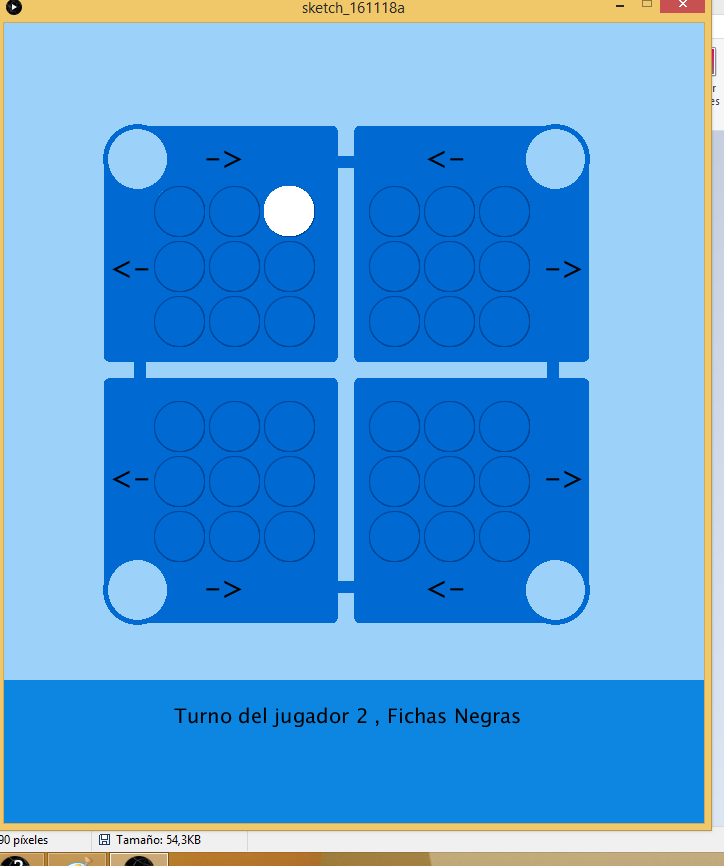 sketch_161118a
-> <-
<- ->
<- ->
-> <-
Turno del jugador 2 , Fichas Negras
90 píxeles
Tamaño: 54,3KB